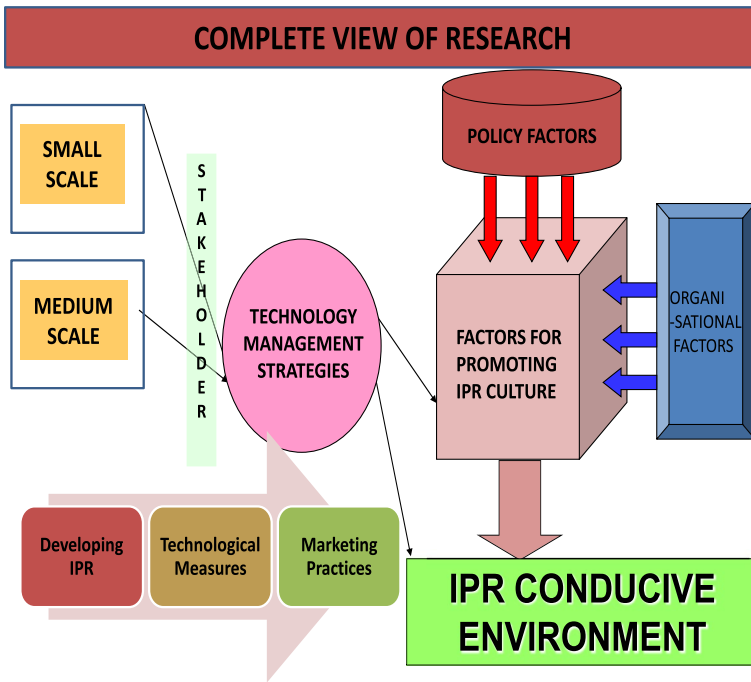 COMPLETE VIEW OF RESEARCH
SMALL
SCALE
MEDIUM
SCALE
STAKEHOLDER
TECHNOLOGY
MANAGEMENT
STRATEGIES
POLICY FACTORS
FACTORS FOR
PROMOTING
IPR CULTURE
ORGANI
-SATIONAL
FACTORS
Developing
IPR
Technological
Measures
Marketing
Practices
IPR CONDUCIVE
ENVIRONMENT